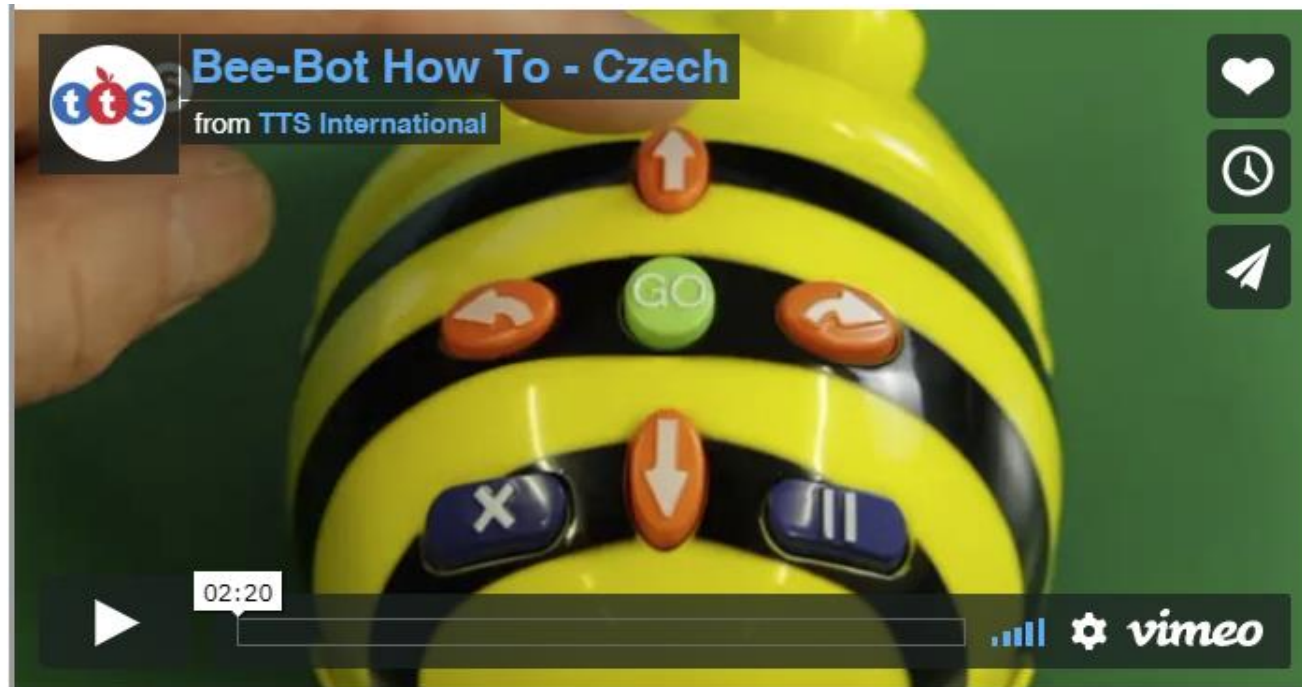 tts
Bee-Bot How To - Czech
from TTS International
GO
02:20
vimeo